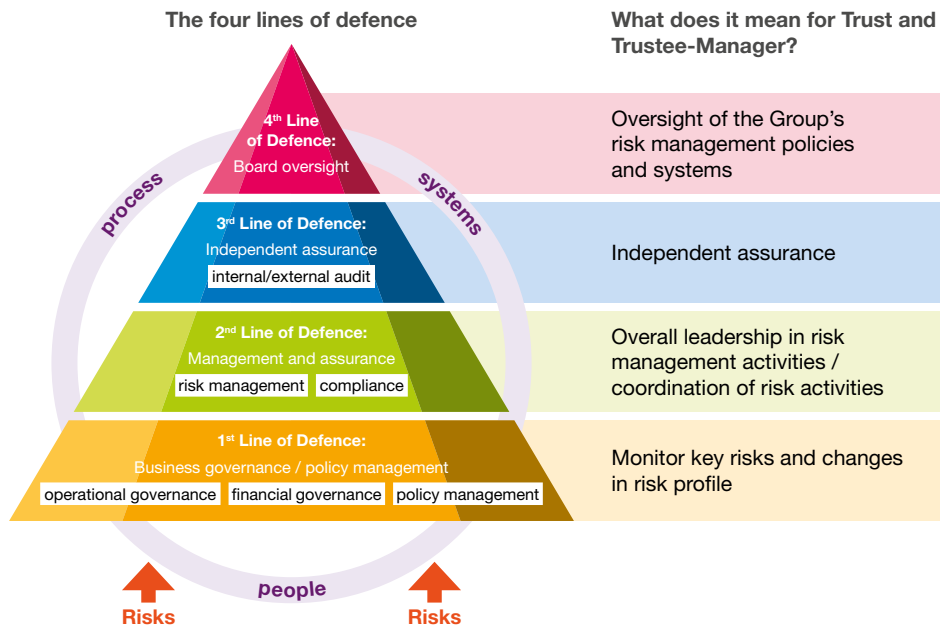 The four lines of defence
What does it mean for Trust and
Trustee-Manager?
4th Line
of Defence:
Board oversight
Oversight of the Group’s
risk management policies
and systems
process
systems
3rd Line of Defence:
Independent assurance
internal/external audit
Independent assurance
2nd Line of Defence:
Management and assurance
risk management compliance
Overall leadership in risk
management activities /
coordination of risk activities
1st Line of Defence:
Business governance / policy management
operational governance financial governance policy management
Monitor key risks and changes
in risk profile
people
Risks Risks